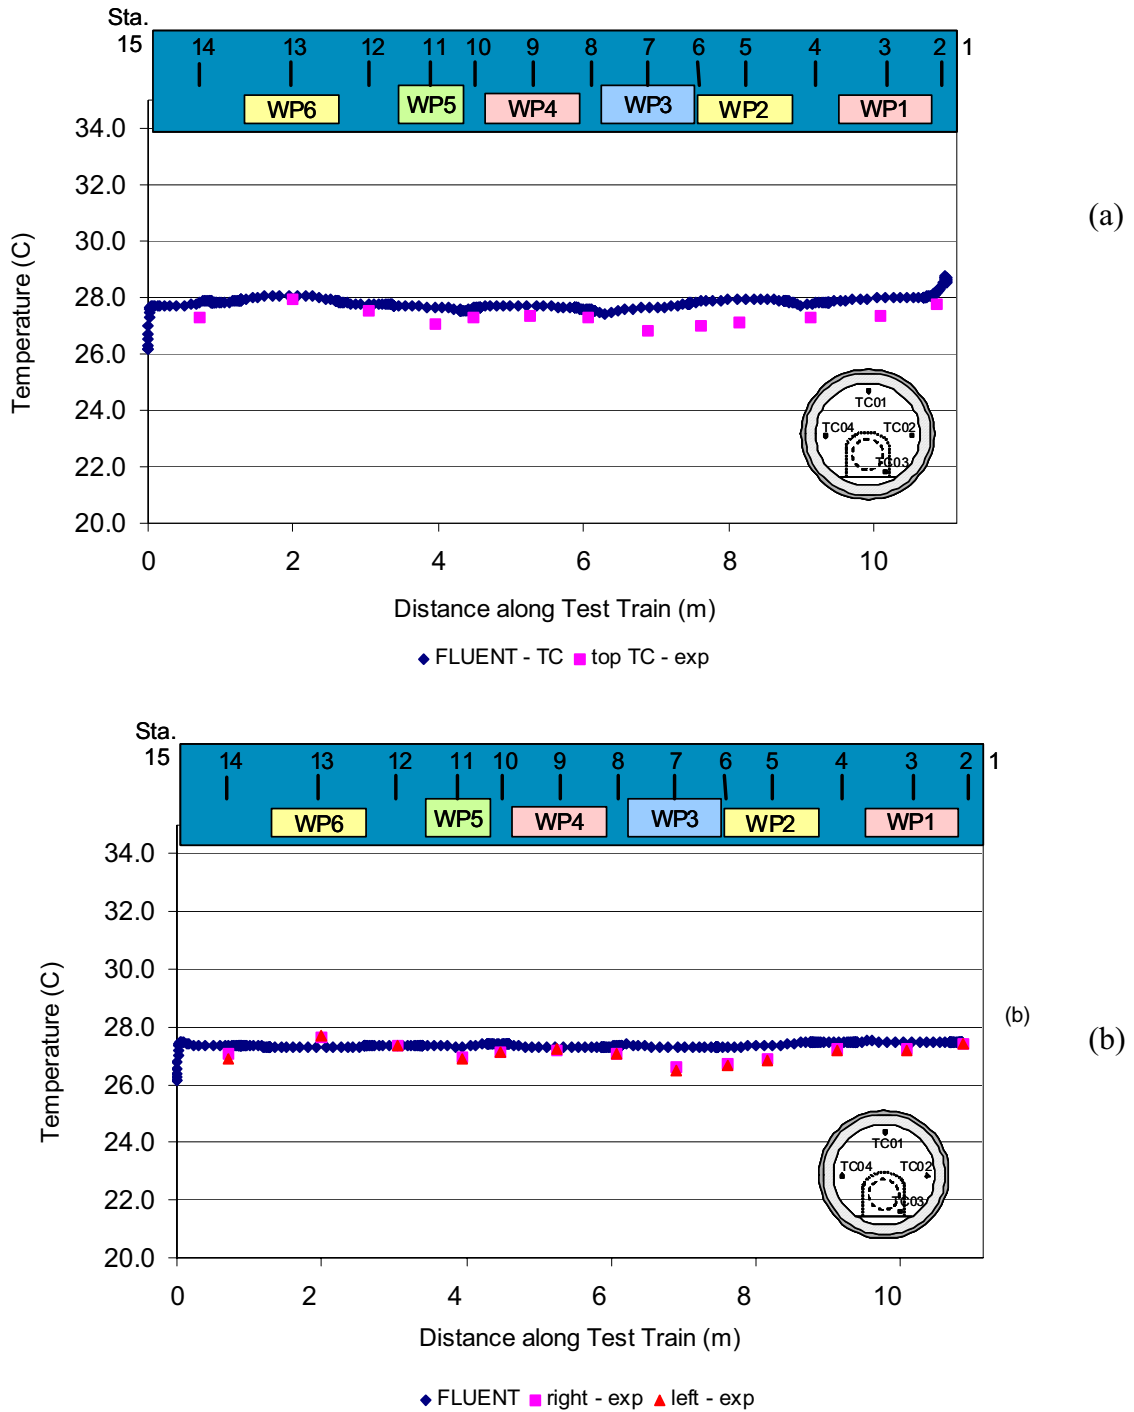 Sta.
15 14 13 12 11 10 9 8 7 6 5 4 3 2 1
WP6 WP5 WP4 WP3 WP2 WP1
34.0
32.0
30.0
28.0
26.0
24.0
22.0
20.0
Temperature (C)
(a)
TC01
TC04 TC02
TC03
0 2 4 6 8 10
Distance along Test Train (m)
FLUENT - TC top TC - exp
Sta.
15 14 13 12 11 10 9 8 7 6 5 4 3 2 1
WP6 WP5 WP4 WP3 WP2 WP1
34.0
32.0
30.0
28.0
26.0
24.0
22.0
20.0
Temperature (C)
(b)
(b)
TC01
TC04 TC02
TC03
0 2 4 6 8 10
Distance along Test Train (m)
FLUENT right - exp left - exp